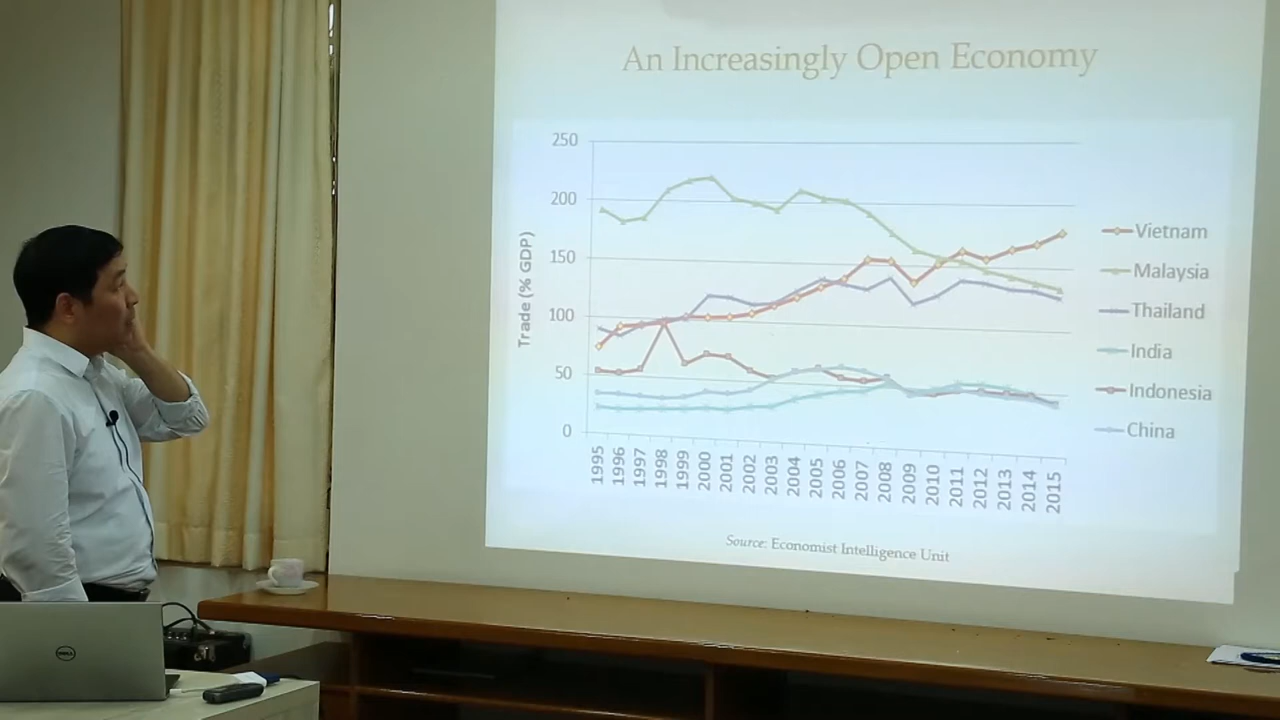 An Increasingly Open Economy
Trade (% GDP)
250
200
150
100
50
0
1995
1996
1997
1998
1999
2000
2001
2002
2003
2004
2005
2006
2007
2008
2009
2010
2011
2012
2013
2014
2015
Vietnam
Malaysia
Thailand
India
Indonesia
China
Source: Economist Intelligence Unit
DELL